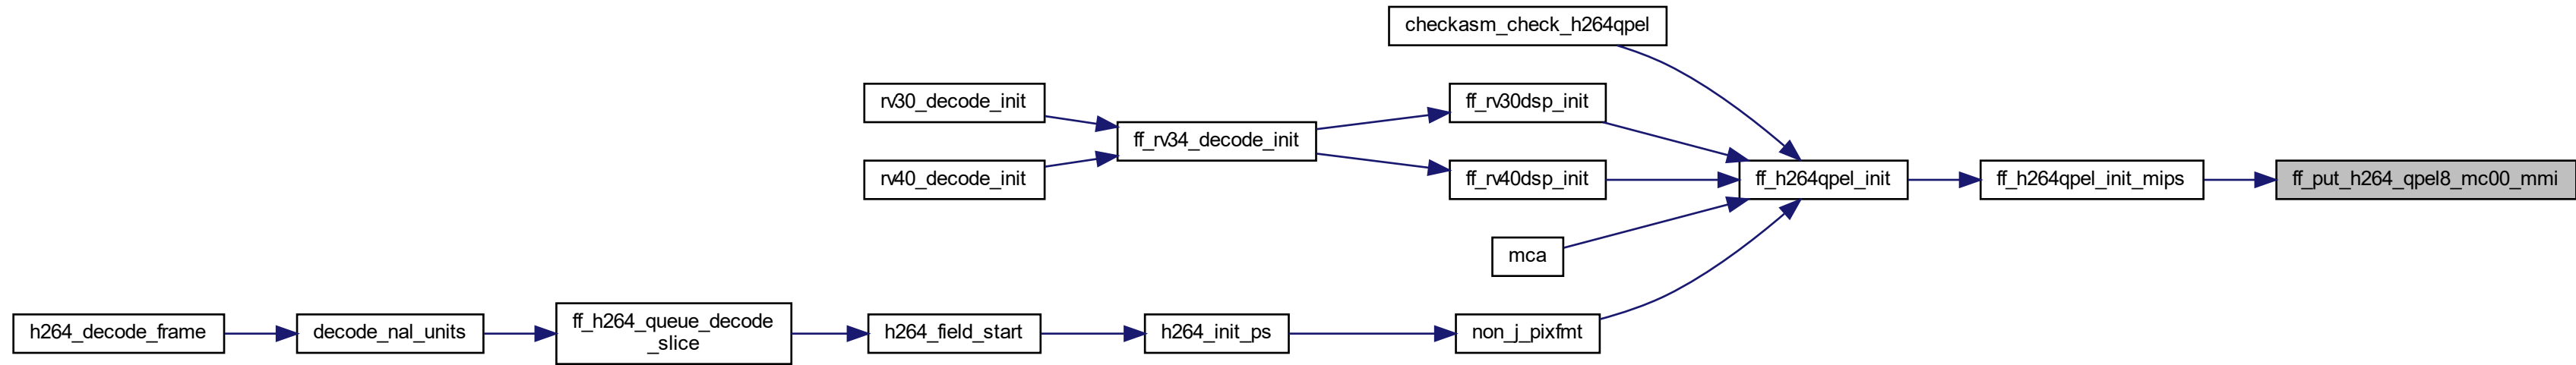 checkasm_check_h264qpel
rv30_decode_init
ff_rv30dsp_init
ff_rv34_decode_init
rv40_decode_init
ff_rv40dsp_init
ff_h264qpel_init
ff_h264qpel_init_mips
ff_put_h264_qpel8_mc00_mmi
mca
h264_decode_frame
decode_nal_units
ff_h264_queue_decode
_slice
h264_field_start
h264_init_ps
non_j_pixfmt